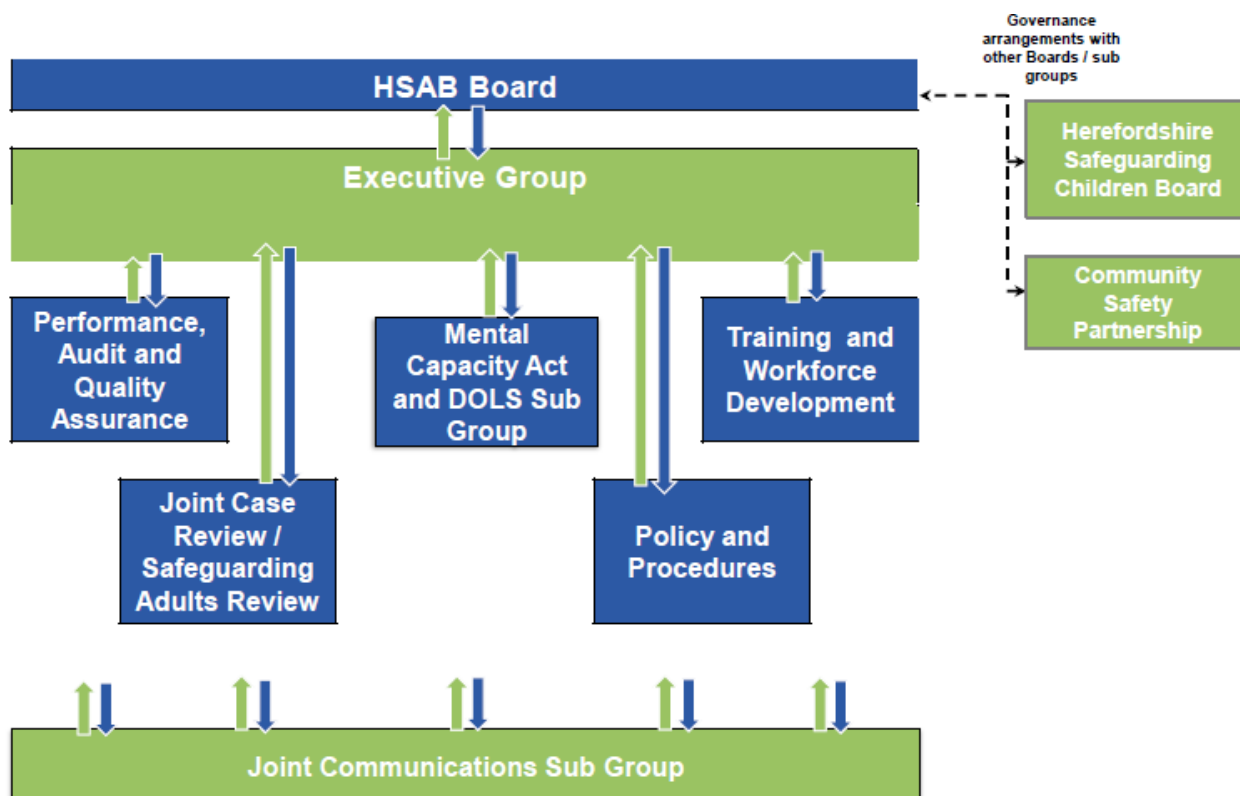 Governance
arrangements with
other Boards / sub
groups
HSAB Board
Executive Group
Herefordshire
Safeguarding
Children Board
Community
Safety
Partnership
Performance,
Audit and
Quality
Assurance
Mental
Capacity Act
and DOLS Sub
Group
Training and
Workforce
Development
Joint Case
Review /
Safeguarding
Adults Review
Policy and
Procedures
Joint Communications Sub Group